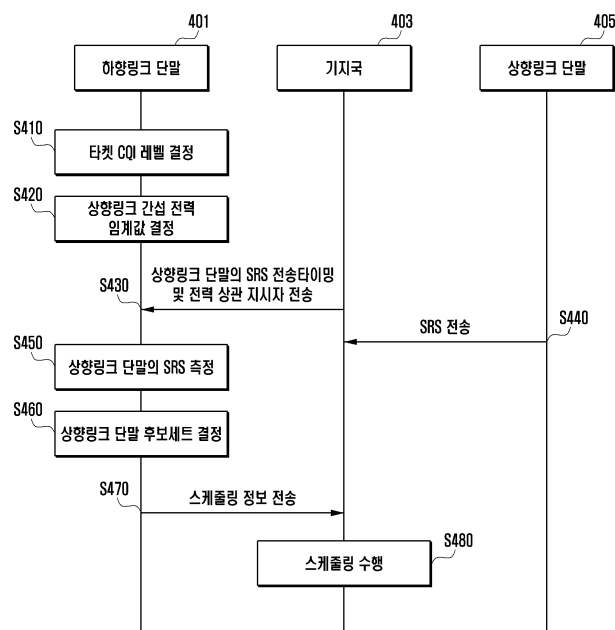 401
403
405
하향링크 단말
기지국
상향링크 단말
S410
타켓 CQI 레벨 결정
S420
상향링크 간섭 전력
임계값 결정
S430
상향링크 단말의 SRS 전송타이밍
및 전력 상관 지시자 전송
S440
SRS 전송
S450
상향링크 단말의 SRS 측정
S460
상향링크 단말 후보세트 결정
S470
스케줄링 정보 전송
S480
스케줄링 수행